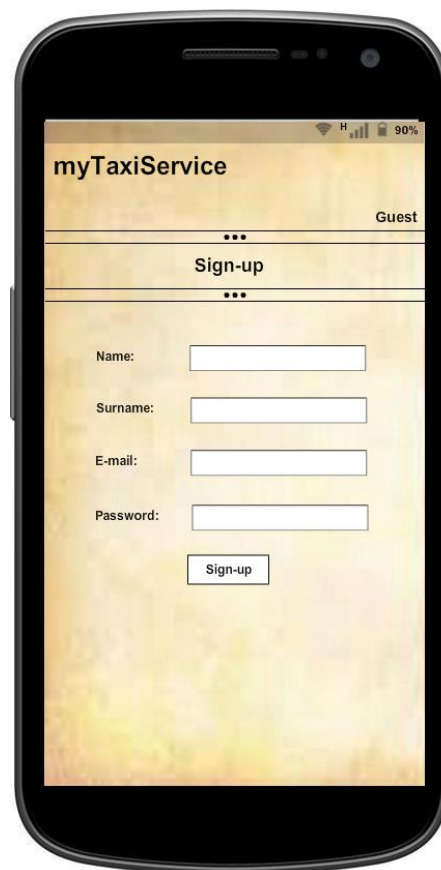 H 90%
myTaxiService
Guest
Sign-up
Name:
Surname:
E-mail:
Password:
Sign-up